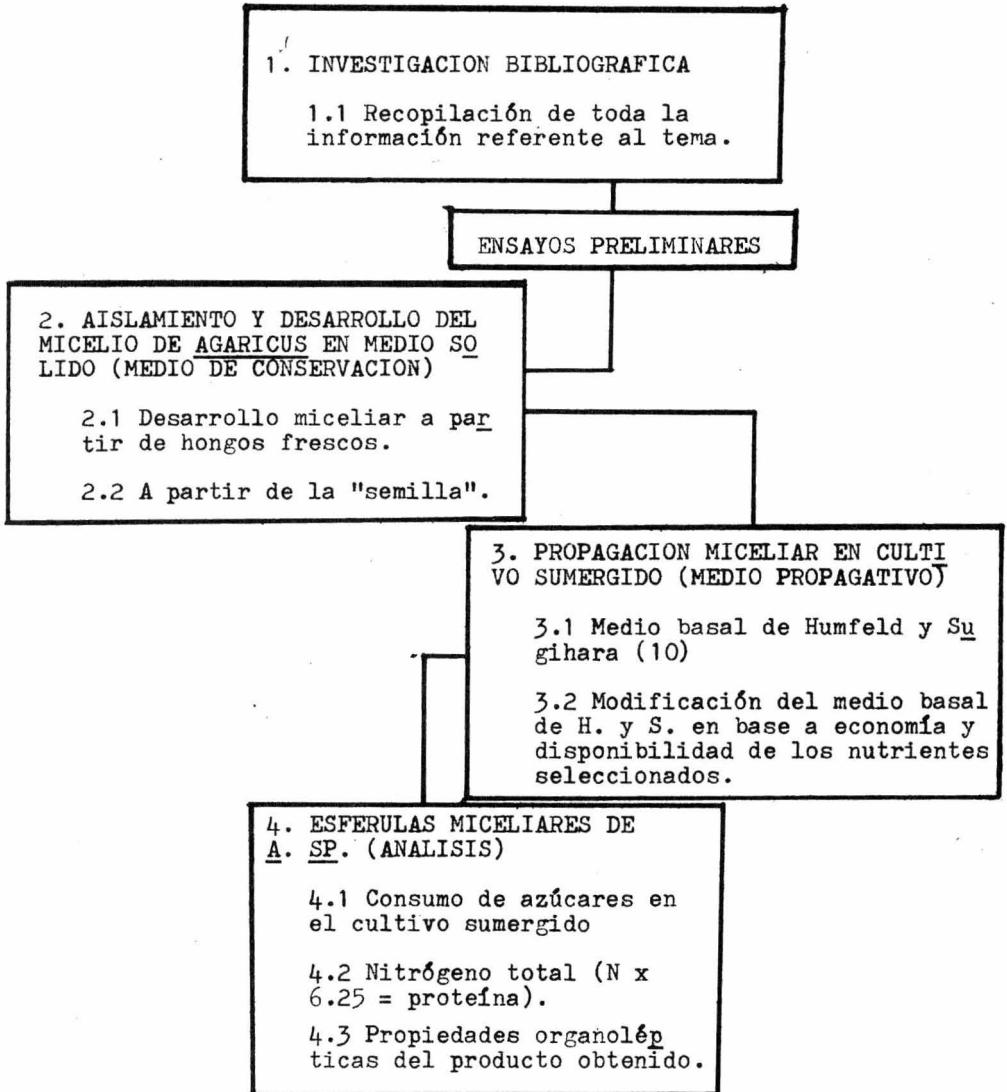 1. INVESTIGACION BIBLIOGRAFICA
1.1 Recopilación de toda la
información referente al tema.
ENSAYOS PRELIMINARES
2. AISLAMIENTO Y DESARROLLO DEL
MICELIO DE AGARICUS EN MEDIO SO
LIDO (MEDIO DE CONSERVACION)
2.1 Desarrollo miceliar a par
tir de hongos frescos.
2.2 A partir de la "semilla".
3. PROPAGACION MICELIAR EN CULTI
VO SUMERGIDO (MEDIO PROPAGATIVO)
3.1 Medio basal de Humfeld y Su
gihara (10)
3.2 Modificación del medio basal
de H. y S. en base a economía y
disponibilidad de los nutrientes
seleccionados.
4. ESFERULAS MICELIARES DE
A. SP. (ANALISIS)
4.1 Consumo de azúcares en
el cultivo sumergido
4.2 Nitrógeno total (N x
6.25 = proteína).
4.3 Propiedades organolép
ticas del producto obtenido.